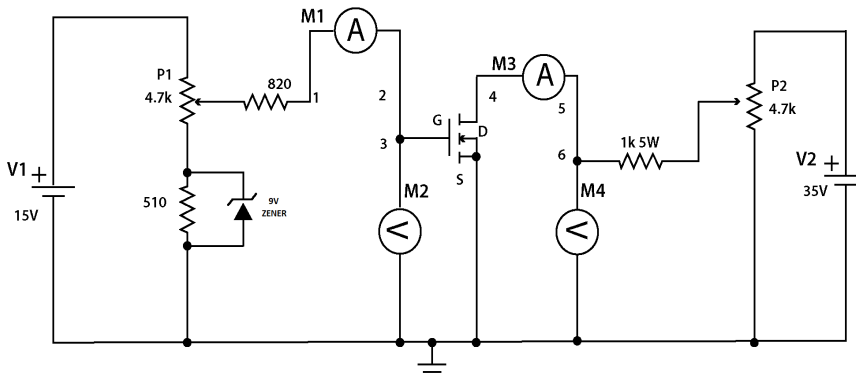 M1
A
P1
4.7k
820
1
2
M3
A
4
5
P2
4.7k
G
D
3
S
6
1k 5W
V1
+
15V
510
9V
ZENER
M2
V
M4
V
V2
+
35V